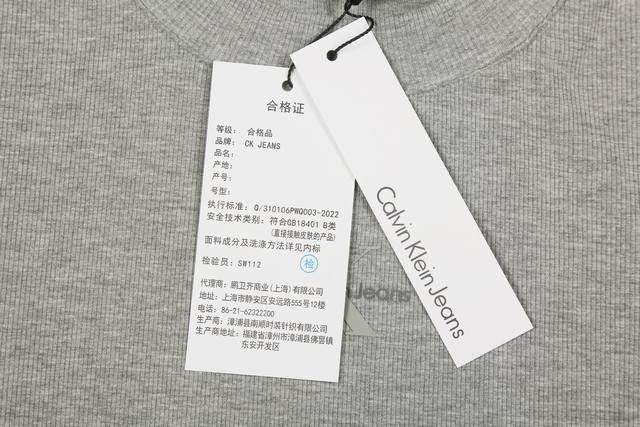 合格证
等级: 合格品
品牌: CK JEANS
品名:
产地:
产号:
号型:
执行标准: Q/310106PWQ003-2022
安全技术类别: 符合GB18401 B类
(直接接触皮肤的产品)
面料成分及洗涤方法详见内标
检验员: SW112
检
代理商: 鹏卫齐商业(上海)有限公司
地址: 上海市静安区安远路555号12楼
电话: 86-21-62322200
生产商: 漳浦县南顺时装针织有限公司
生产商地址: 福建省漳州市漳浦县佛昙镇
东安开发区
Calvin Klein Jeans
Jeans